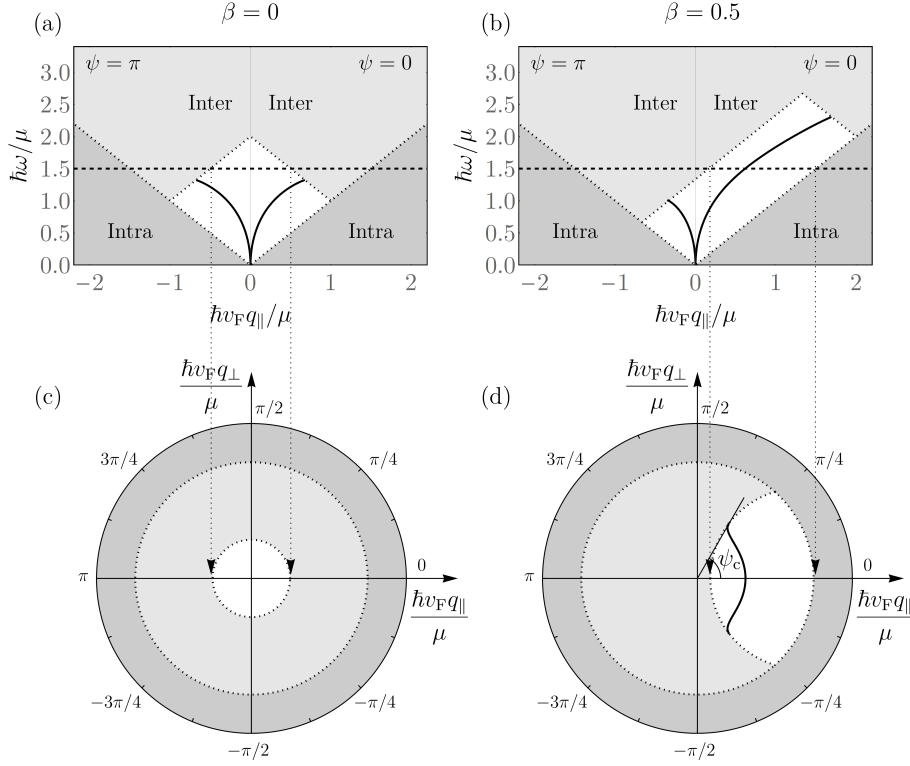 β = 0
β = 0.5
(a)
ψ = π
ψ = 0
Inter
Inter
Intra
Intra
ℏω/μ
3.0
2.5
2.0
1.5
1.0
0.5
0.0
−2
−1
0
1
2
ℏv_F q_∥/μ
(b)
ψ = π
ψ = 0
Inter
Inter
Intra
Intra
ℏω/μ
3.0
2.5
2.0
1.5
1.0
0.5
0.0
−2
−1
0
1
2
ℏv_F q_∥/μ
(c)
ℏv_F q_⊥
μ
π/2
3π/4
π/4
π
0
ℏv_F q_∥
μ
−3π/4
−π/4
−π/2
(d)
ℏv_F q_⊥
μ
π/2
3π/4
π/4
ψ_c
π
0
ℏv_F q_∥
μ
−3π/4
−π/4
−π/2